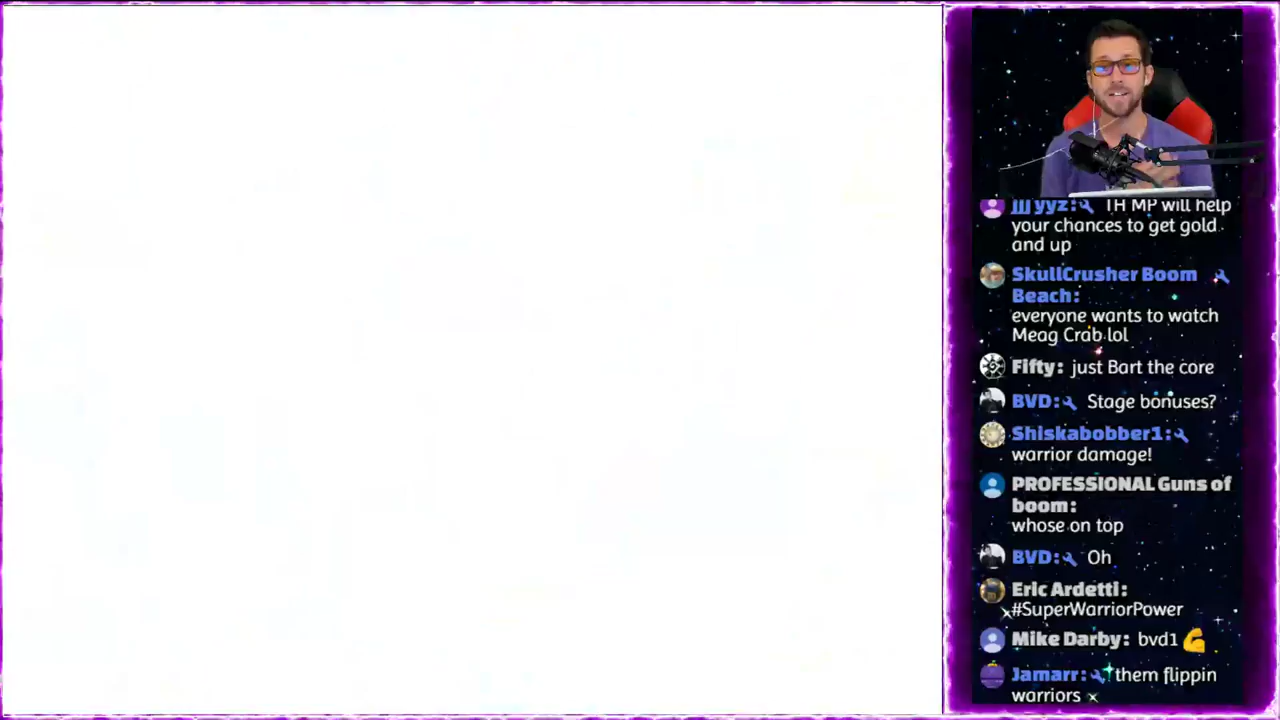 jjjyyz: TH MP will help
your chances to get gold
and up
SkullCrusher Boom
Beach:
everyone wants to watch
Meag Crab lol
Fifty: just Bart the core
BVD: Stage bonuses?
Shiskabobber1:
warrior damage!
PROFESSIONAL Guns of
boom:
whose on top
BVD: Oh
Eric Ardetti:
#SuperWarriorPower
Mike Darby: bvd1 💪
Jamarr: them flippin
warriors